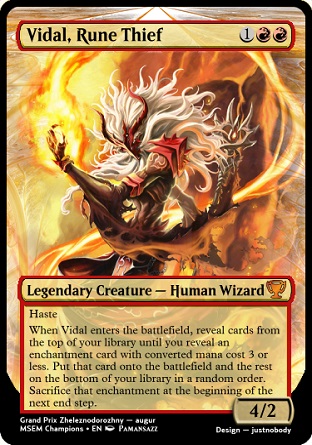 Vidal, Rune Thief 1
Legendary Creature — Human Wizard
Haste
When Vidal enters the battlefield, reveal cards from
the top of your library until you reveal an
enchantment card with converted mana cost 3 or
less. Put that card onto the battlefield and the rest
on the bottom of your library in a random order.
Sacrifice that enchantment at the beginning of the
next end step.
4/2
Grand Prix Zheleznodorozhny — augur
MSEM Champions • EN Pamansazz
Design — justnobody